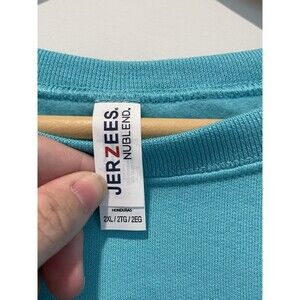 JERZEES.
NUBLEND.
HONDURAS
2XL / 2TG / 2EG